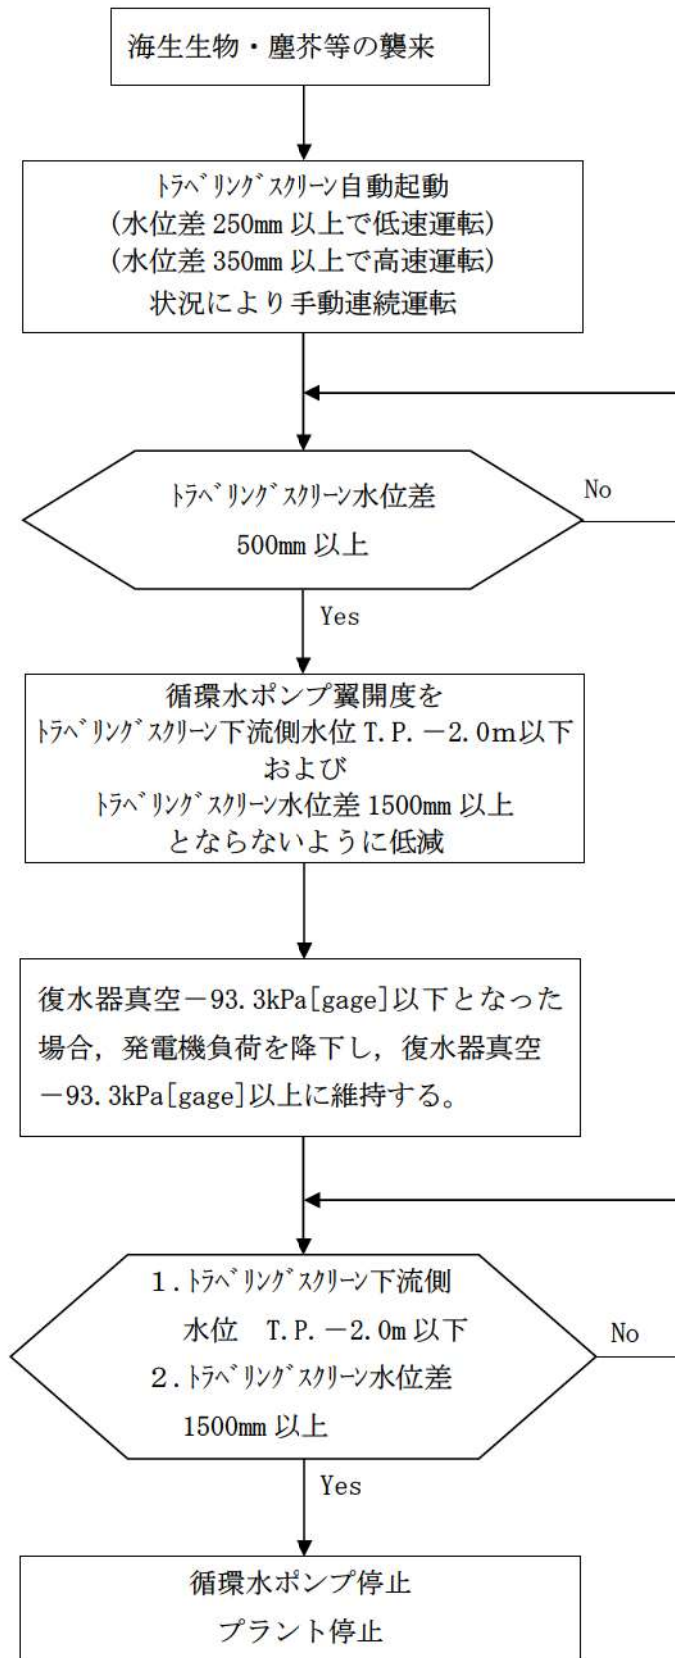 海生生物・塵芥等の襲来
ﾄﾗﾍﾞﾘﾝｸﾞｽｸﾘｰﾝ自動起動
(水位差 250mm 以上で低速運転)
(水位差 350mm 以上で高速運転)
状況により手動連続運転
ﾄﾗﾍﾞﾘﾝｸﾞｽｸﾘｰﾝ水位差
500mm 以上
No
Yes
循環水ポンプ翼開度を
ﾄﾗﾍﾞﾘﾝｸﾞｽｸﾘｰﾝ下流側水位 T.P.－2.0ｍ以下
および
ﾄﾗﾍﾞﾘﾝｸﾞｽｸﾘｰﾝ水位差 1500mm 以上
とならないように低減
復水器真空－93.3kPa[gage]以下となった
場合，発電機負荷を降下し，復水器真空
－93.3kPa[gage]以上に維持する。
１.ﾄﾗﾍﾞﾘﾝｸﾞｽｸﾘｰﾝ下流側
水位　T.P.－2.0m 以下
２.ﾄﾗﾍﾞﾘﾝｸﾞｽｸﾘｰﾝ水位差
1500mm 以上
No
Yes
循環水ポンプ停止
プラント停止